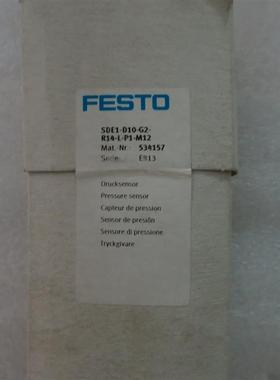 FESTO
SDE1-D10-G2-
R14-L-P1-M12
Mat.-Nr. 534157
Serie E813
Drucksensor
Pressure sensor
Capteur de pression
Sensor de presión
Sensore di pressione
Tryckgivare